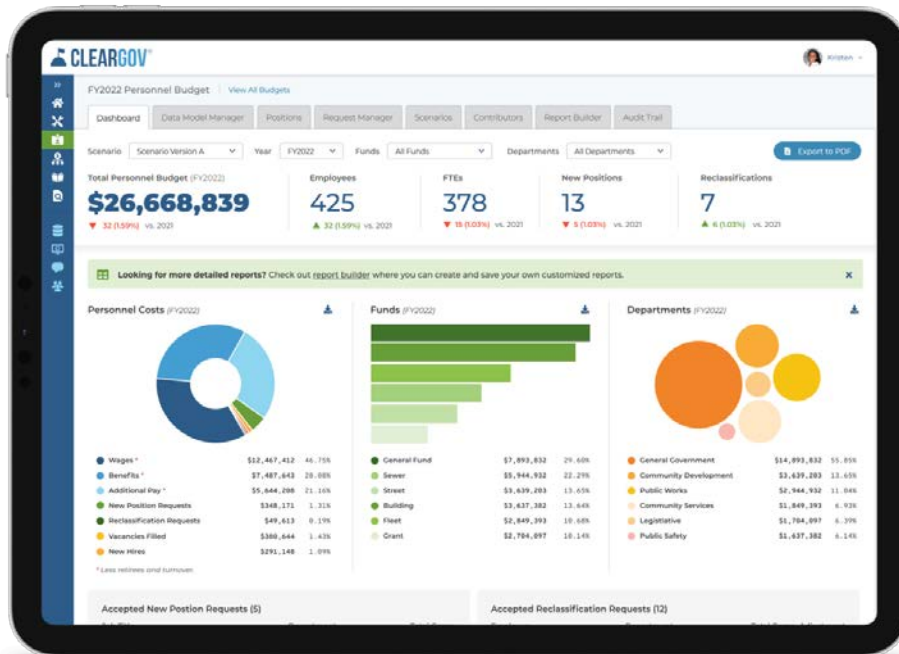 CLEARGOV
Kristen
FY2022 Personnel Budget View All Budgets
Dashboard Data Model Manager Positions Request Manager Scenarios Contributors Report Builder Audit Trail
Scenario Scenario Version A Year FY2022 Funds All Funds Departments All Departments Export to PDF
Total Personnel Budget (FY2022) Employees FTEs New Positions Reclassifications
$26,668,839 425 378 13 7
32 (1.59%) vs. 2021 32 (1.59%) vs. 2021 15 (1.03%) vs. 2021 5 (1.03%) vs. 2021 6 (1.03%) vs. 2021
Looking for more detailed reports? Check out report builder where you can create and save your own customized reports. x
Personnel Costs (FY2022) Funds (FY2022) Departments (FY2022)
Wages * $12,467,412 46.75% General Fund $7,893,832 29.60% General Government $14,893,832 55.85%
Benefits * $7,487,643 28.08% Sewer $5,944,932 22.29% Community Development $3,639,203 13.65%
Additional Pay * $5,644,208 21.16% Street $3,639,203 13.65% Public Works $2,944,932 11.04%
New Position Requests $348,171 1.31% Building $3,637,382 13.64% Community Services $1,849,393 6.93%
Reclassification Requests $49,613 0.19% Fleet $2,849,393 10.68% Legislative $1,704,097 6.39%
Vacancies Filled $380,644 1.43% Grant $2,704,097 10.14% Public Safety $1,637,382 6.14%
New Hires $291,148 1.09%
* Less retirees and turnover
Accepted New Postion Requests (5) Accepted Reclassification Requests (12)